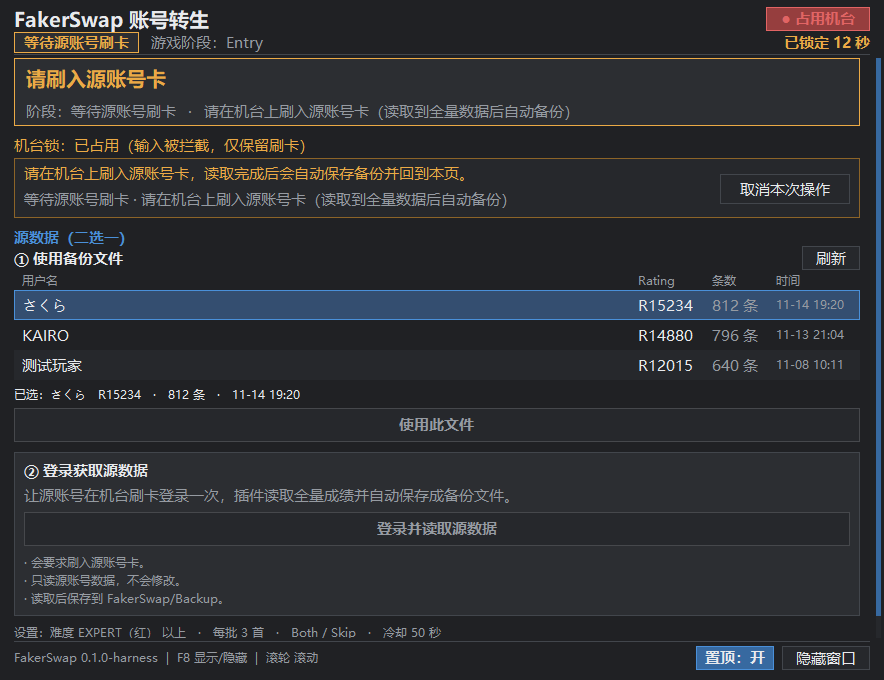 FakerSwap 账号转生
● 占用机台
等待源账号刷卡 游戏阶段：Entry
已锁定 12 秒
请刷入源账号卡
阶段：等待源账号刷卡 · 请在机台上刷入源账号卡（读取到全量数据后自动备份）
机台锁：已占用（输入被拦截，仅保留刷卡）
请在机台上刷入源账号卡，读取完成后会自动保存备份并回到本页。
等待源账号刷卡 · 请在机台上刷入源账号卡（读取到全量数据后自动备份）
取消本次操作
源数据（二选一）
① 使用备份文件
刷新
用户名 Rating 条数 时间
さくら R15234 812 条 11-14 19:20
KAIRO R14880 796 条 11-13 21:04
测试玩家 R12015 640 条 11-08 10:11
已选：さくら R15234 · 812 条 · 11-14 19:20
使用此文件
② 登录获取源数据
让源账号在机台刷卡登录一次，插件读取全量成绩并自动保存成备份文件。
登录并读取源数据
· 会要求刷入源账号卡。
· 只读源账号数据，不会修改。
· 读取后保存到 FakerSwap/Backup。
设置：难度 EXPERT（红） 以上 · 每批 3 首 · Both / Skip · 冷却 50 秒
FakerSwap 0.1.0-harness | F8 显示/隐藏 | 滚轮 滚动
置顶：开
隐藏窗口